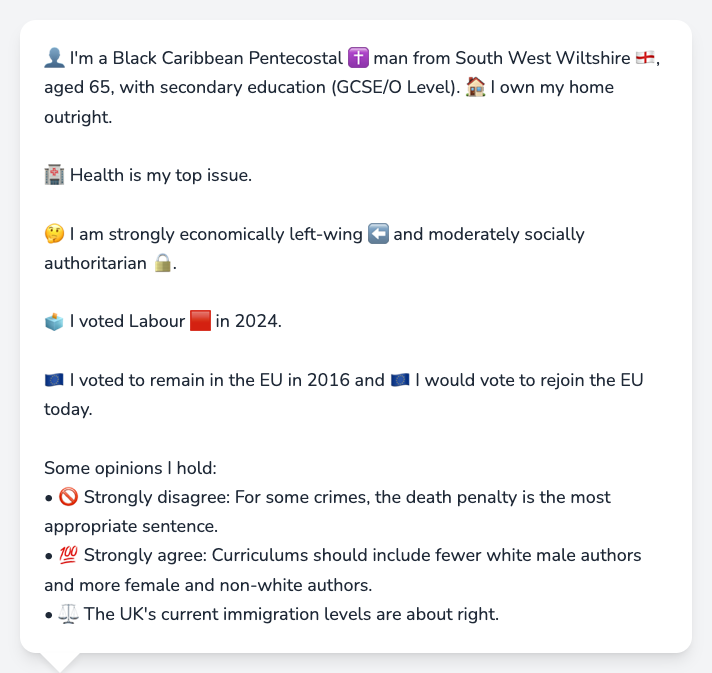 👤 I'm a Black Caribbean Pentecostal ✝️ man from South West Wiltshire 🏴󠁧󠁢󠁥󠁮󠁧󠁿,
aged 65, with secondary education (GCSE/O Level). 🏠 I own my home
outright.
🏥 Health is my top issue.
🤔 I am strongly economically left-wing ⬅️ and moderately socially
authoritarian 🔒.
🗳️ I voted Labour 🟥 in 2024.
🇪🇺 I voted to remain in the EU in 2016 and 🇪🇺 I would vote to rejoin the EU
today.
Some opinions I hold:
• 🚫 Strongly disagree: For some crimes, the death penalty is the most
appropriate sentence.
• 💯 Strongly agree: Curriculums should include fewer white male authors
and more female and non-white authors.
• ⚖️ The UK's current immigration levels are about right.